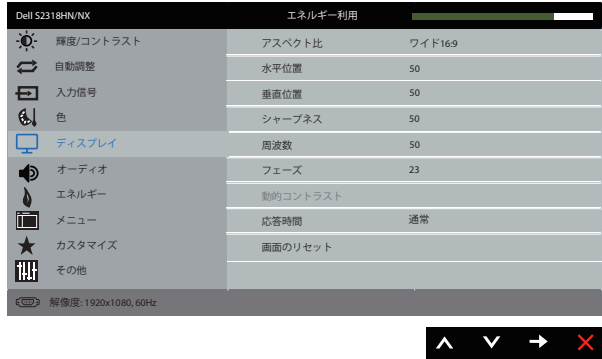 Dell S2318HN/NX エネルギー利用
輝度/コントラスト アスペクト比 ワイド16:9
自動調整 水平位置 50
入力信号 垂直位置 50
色 シャープネス 50
ディスプレイ 周波数 50
オーディオ フェーズ 23
エネルギー 動的コントラスト
メニュー 応答時間 通常
カスタマイズ 画面のリセット
その他
解像度: 1920x1080, 60Hz